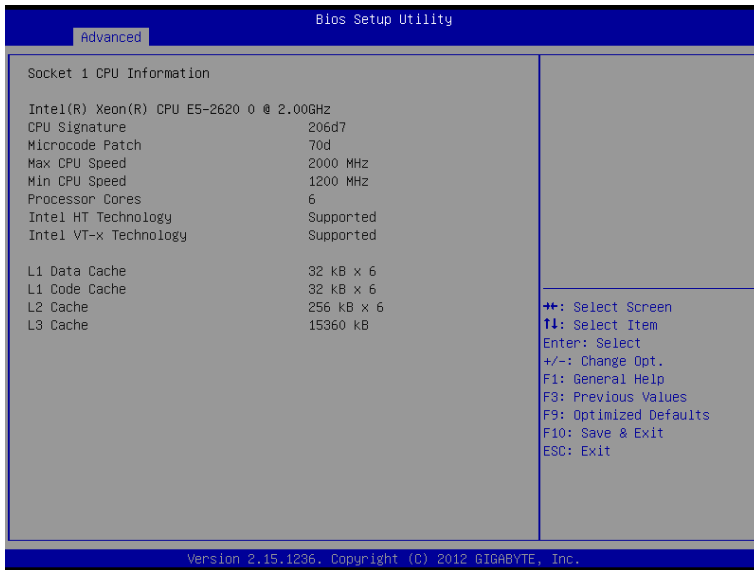 Bios Setup Utility
Advanced
Socket 1 CPU Information
Intel(R) Xeon(R) CPU E5-2620 0 @ 2.00GHz
CPU Signature 206d7
Microcode Patch 70d
Max CPU Speed 2000 MHz
Min CPU Speed 1200 MHz
Processor Cores 6
Intel HT Technology Supported
Intel VT-x Technology Supported
L1 Data Cache 32 kB x 6
L1 Code Cache 32 kB x 6
L2 Cache 256 kB x 6
L3 Cache 15360 kB
→←: Select Screen
↑↓: Select Item
Enter: Select
+/-: Change Opt.
F1: General Help
F3: Previous Values
F9: Optimized Defaults
F10: Save & Exit
ESC: Exit
Version 2.15.1236. Copyright (C) 2012 GIGABYTE, Inc.